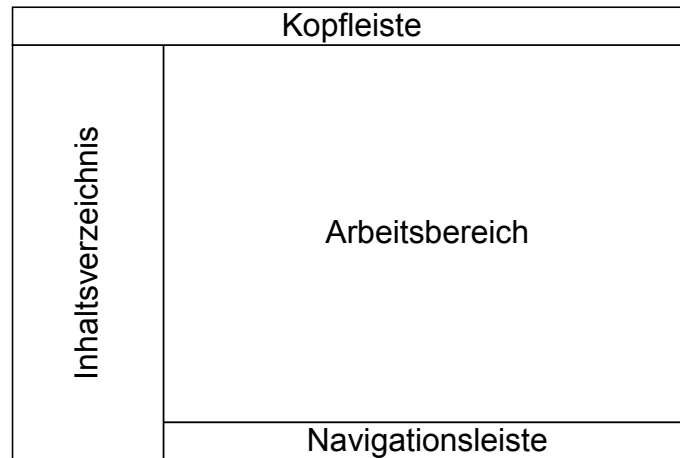 Kopfleiste
Inhaltsverzeichnis
Arbeitsbereich
Navigationsleiste